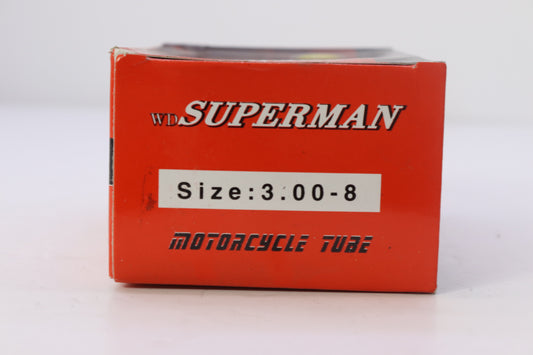 WD SUPERMAN
Size:3.00-8
MOTORCYCLE TUBE